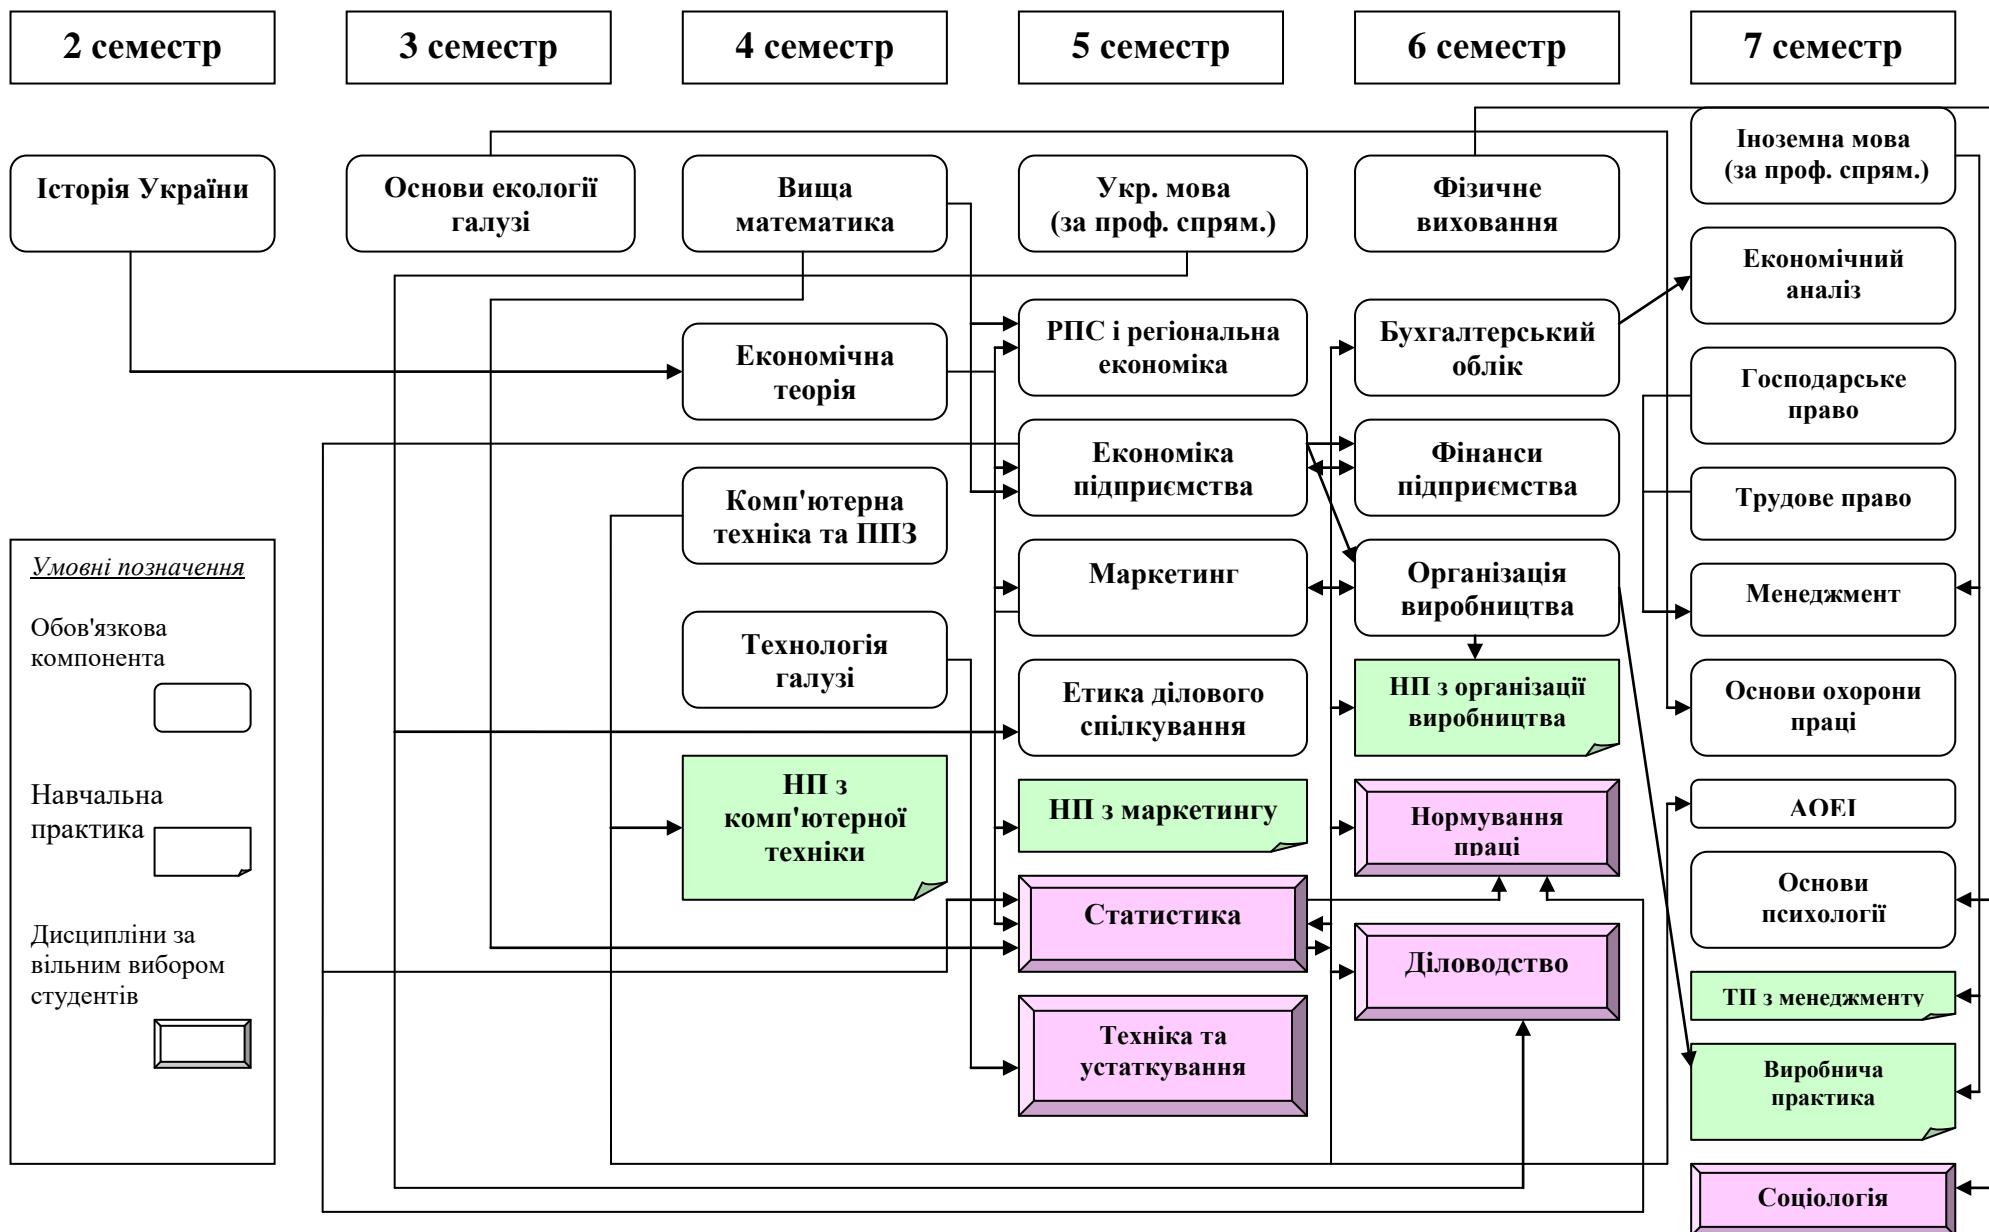 2 семестр
3 семестр
4 семестр
5 семестр
6 семестр
7 семестр
Історія України
Основи екології
галузі
Вища
математика
Укр. мова
(за проф. спрям.)
Фізичне
виховання
Іноземна мова
(за проф. спрям.)
Економічний
аналіз
Економічна
теорія
РПС і регіональна
економіка
Бухгалтерський
облік
Господарське
право
Комп'ютерна
техніка та ППЗ
Економіка
підприємства
Фінанси
підприємства
Трудове право
Маркетинг
Організація
виробництва
Менеджмент
Технологія
галузі
Етика ділового
спілкування
НП з організації
виробництва
Основи охорони
праці
НП з
комп'ютерної
техніки
НП з маркетингу
Нормування
праці
АОЕІ
Статистика
Діловодство
Основи
психології
Техніка та
устаткування
ТП з менеджменту
Виробнича
практика
Соціологія
Умовні позначення
Обов'язкова
компонента
Навчальна
практика
Дисципліни за
вільним вибором
студентів